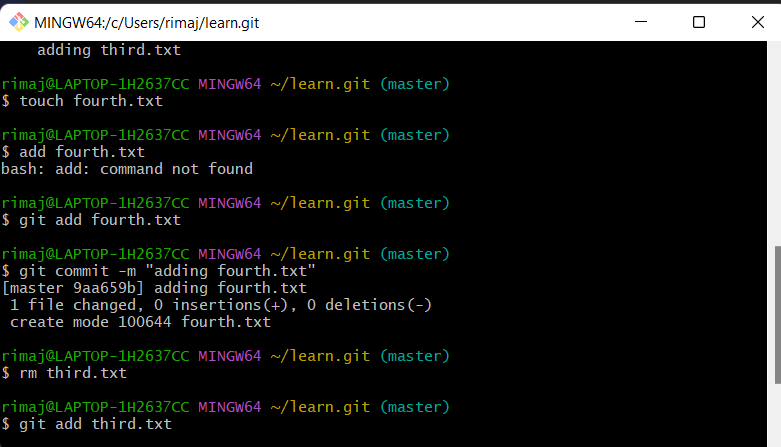 MINGW64:/c/Users/rimaj/learn.git
adding third.txt
rimaj@LAPTOP-1H2637CC MINGW64 ~/learn.git (master)
$ touch fourth.txt
rimaj@LAPTOP-1H2637CC MINGW64 ~/learn.git (master)
$ add fourth.txt
bash: add: command not found
rimaj@LAPTOP-1H2637CC MINGW64 ~/learn.git (master)
$ git add fourth.txt
rimaj@LAPTOP-1H2637CC MINGW64 ~/learn.git (master)
$ git commit -m "adding fourth.txt"
[master 9aa659b] adding fourth.txt
1 file changed, 0 insertions(+), 0 deletions(-)
create mode 100644 fourth.txt
rimaj@LAPTOP-1H2637CC MINGW64 ~/learn.git (master)
$ rm third.txt
rimaj@LAPTOP-1H2637CC MINGW64 ~/learn.git (master)
$ git add third.txt